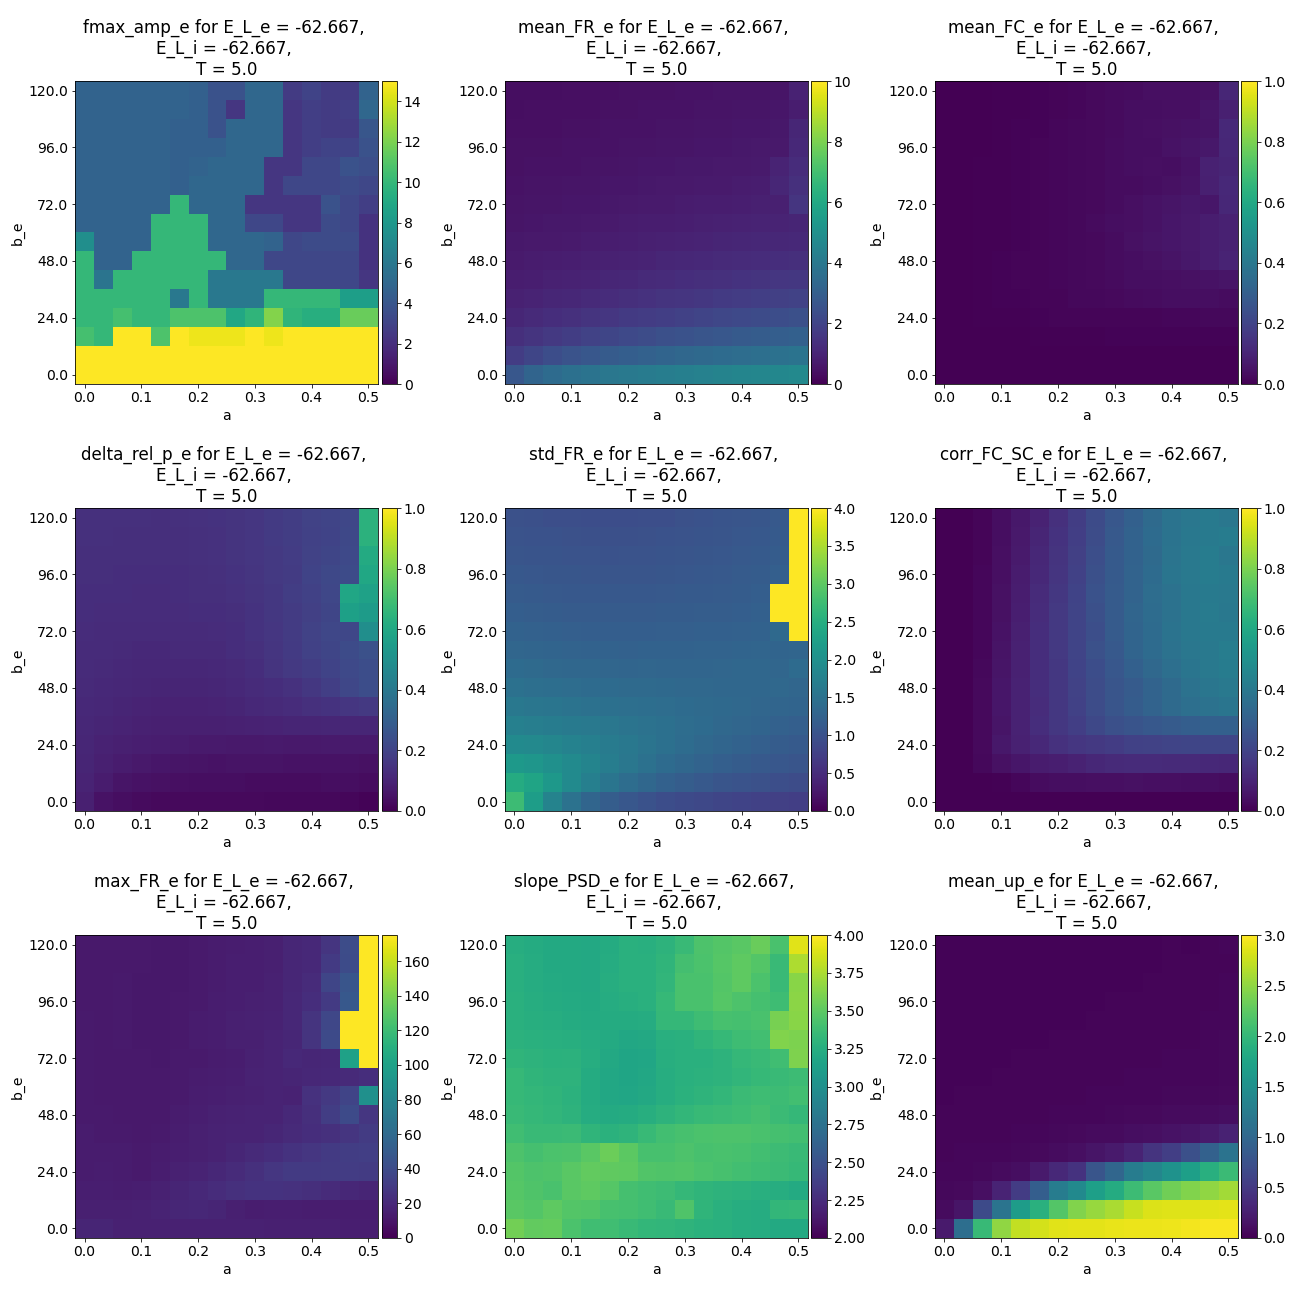 fmax_amp_e for E_L_e = -62.667,
E_L_i = -62.667,
T = 5.0
120.0
96.0
72.0
48.0
24.0
0.0
b_e
0.0 0.1 0.2 0.3 0.4 0.5
a
14
12
10
8
6
4
2
0
mean_FR_e for E_L_e = -62.667,
E_L_i = -62.667,
T = 5.0
120.0
96.0
72.0
48.0
24.0
0.0
b_e
0.0 0.1 0.2 0.3 0.4 0.5
a
10
8
6
4
2
0
mean_FC_e for E_L_e = -62.667,
E_L_i = -62.667,
T = 5.0
120.0
96.0
72.0
48.0
24.0
0.0
b_e
0.0 0.1 0.2 0.3 0.4 0.5
a
1.0
0.8
0.6
0.4
0.2
0.0
delta_rel_p_e for E_L_e = -62.667,
E_L_i = -62.667,
T = 5.0
120.0
96.0
72.0
48.0
24.0
0.0
b_e
0.0 0.1 0.2 0.3 0.4 0.5
a
1.0
0.8
0.6
0.4
0.2
0.0
std_FR_e for E_L_e = -62.667,
E_L_i = -62.667,
T = 5.0
120.0
96.0
72.0
48.0
24.0
0.0
b_e
0.0 0.1 0.2 0.3 0.4 0.5
a
4.0
3.5
3.0
2.5
2.0
1.5
1.0
0.5
0.0
corr_FC_SC_e for E_L_e = -62.667,
E_L_i = -62.667,
T = 5.0
120.0
96.0
72.0
48.0
24.0
0.0
b_e
0.0 0.1 0.2 0.3 0.4 0.5
a
1.0
0.8
0.6
0.4
0.2
0.0
max_FR_e for E_L_e = -62.667,
E_L_i = -62.667,
T = 5.0
120.0
96.0
72.0
48.0
24.0
0.0
b_e
0.0 0.1 0.2 0.3 0.4 0.5
a
160
140
120
100
80
60
40
20
0
slope_PSD_e for E_L_e = -62.667,
E_L_i = -62.667,
T = 5.0
120.0
96.0
72.0
48.0
24.0
0.0
b_e
0.0 0.1 0.2 0.3 0.4 0.5
a
4.00
3.75
3.50
3.25
3.00
2.75
2.50
2.25
2.00
mean_up_e for E_L_e = -62.667,
E_L_i = -62.667,
T = 5.0
120.0
96.0
72.0
48.0
24.0
0.0
b_e
0.0 0.1 0.2 0.3 0.4 0.5
a
3.0
2.5
2.0
1.5
1.0
0.5
0.0